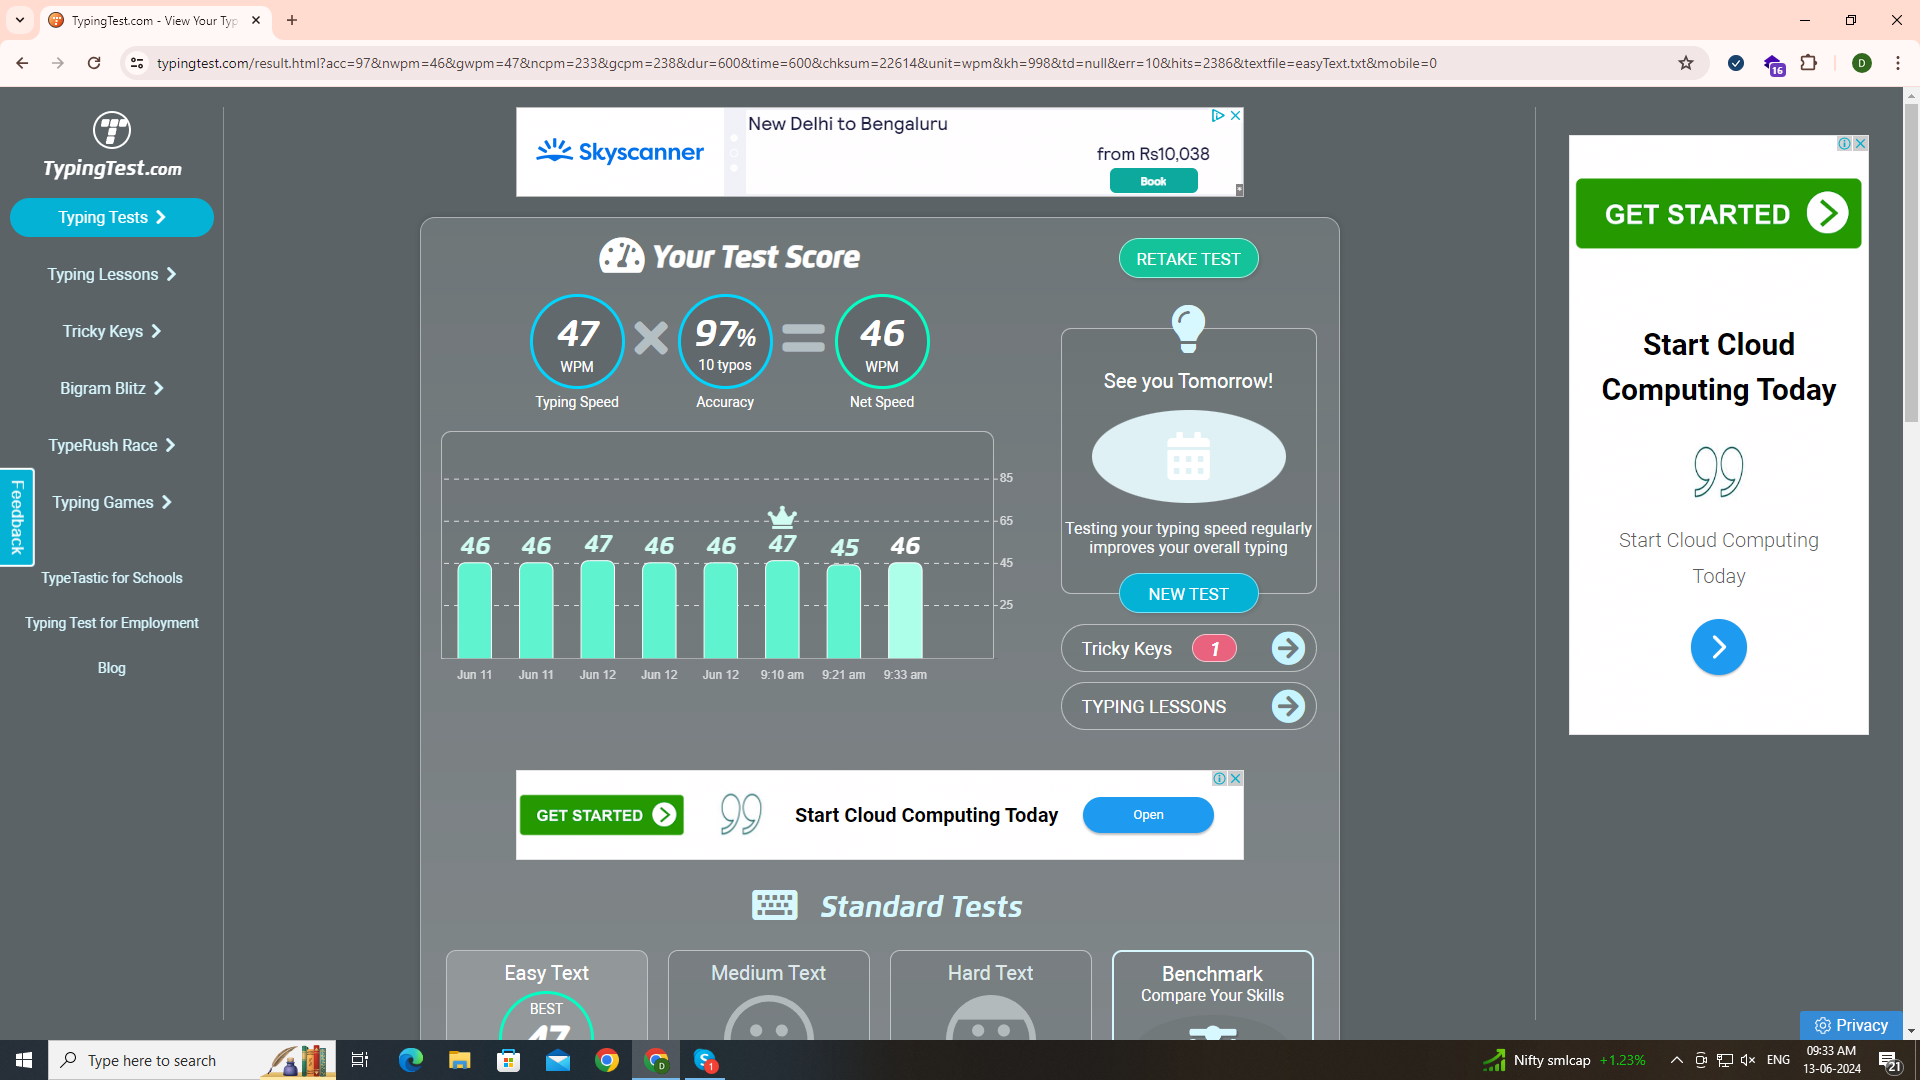 TypingTest.com - View Your Typ
typingtest.com/result.html?acc=97&nwpm=46&gwpm=47&ncpm=233&gcpm=238&dur=600&time=600&chksum=22614&unit=wpm&kh=998&td=null&err=10&hits=2386&textfile=easyText.txt&mobile=0
16
D
TypingTest.com
Typing Tests
Typing Lessons
Tricky Keys
Bigram Blitz
TypeRush Race
Typing Games
Feedback
TypeTastic for Schools
Typing Test for Employment
Blog
Skyscanner
New Delhi to Bengaluru
from Rs10,038
Book
Your Test Score
RETAKE TEST
47
WPM
Typing Speed
97%
10 typos
Accuracy
46
WPM
Net Speed
85
65
45
25
46 46 47 46 46 47 45 46
Jun 11 Jun 11 Jun 12 Jun 12 Jun 12 9:10 am 9:21 am 9:33 am
See you Tomorrow!
Testing your typing speed regularly
improves your overall typing
NEW TEST
Tricky Keys 1
TYPING LESSONS
GET STARTED
Start Cloud Computing Today
Open
Standard Tests
Easy Text
BEST
47
Medium Text
Hard Text
Benchmark
Compare Your Skills
GET STARTED
Start Cloud
Computing Today
Start Cloud Computing
Today
Privacy
Type here to search
D
1
Nifty smlcap +1.23%
ENG
09:33 AM
13-06-2024
21